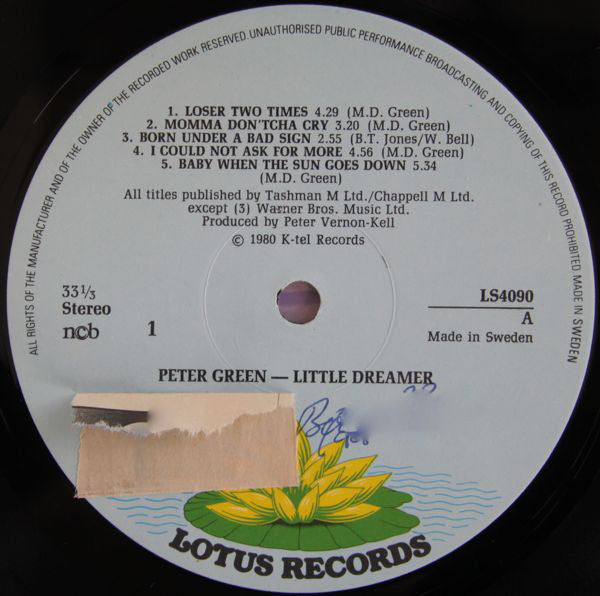 ALL RIGHTS OF THE MANUFACTURER AND OF THE OWNER OF THE RECORDED WORK RESERVED. UNAUTHORISED PUBLIC PERFORMANCE BROADCASTING AND COPYING OF THIS RECORD PROHIBITED MADE IN SWEDEN
1. LOSER TWO TIMES 4.29 (M.D. Green)
2. MOMMA DON'TCHA CRY 3.20 (M.D. Green)
3. BORN UNDER A BAD SIGN 2.55 (B.T. Jones/W. Bell)
4. I COULD NOT ASK FOR MORE 4.56 (M.D. Green)
5. BABY WHEN THE SUN GOES DOWN 5.34
(M.D. Green)
All titles published by Tashman M Ltd./Chappell M Ltd.
except (3) Warner Bros. Music Ltd.
Produced by Peter Vernon-Kell
© 1980 K-tel Records
33⅓
Stereo
ncb 1
LS4090
A
Made in Sweden
PETER GREEN — LITTLE DREAMER
LOTUS RECORDS